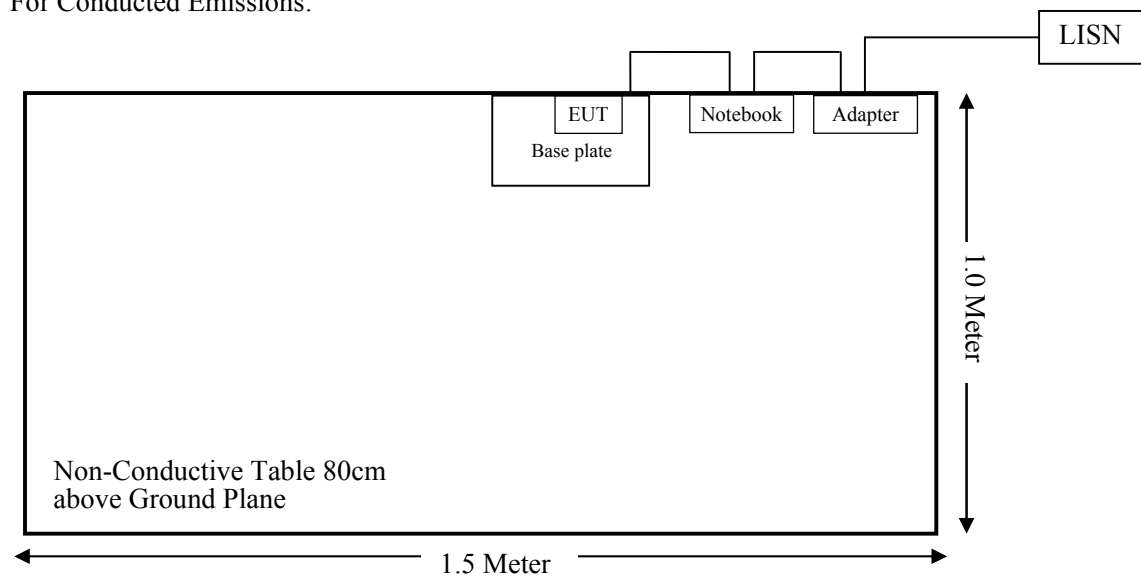 For Conducted Emissions:
LISN
EUT
Notebook
Adapter
Base plate
1.0 Meter
Non-Conductive Table 80cm
above Ground Plane
1.5 Meter